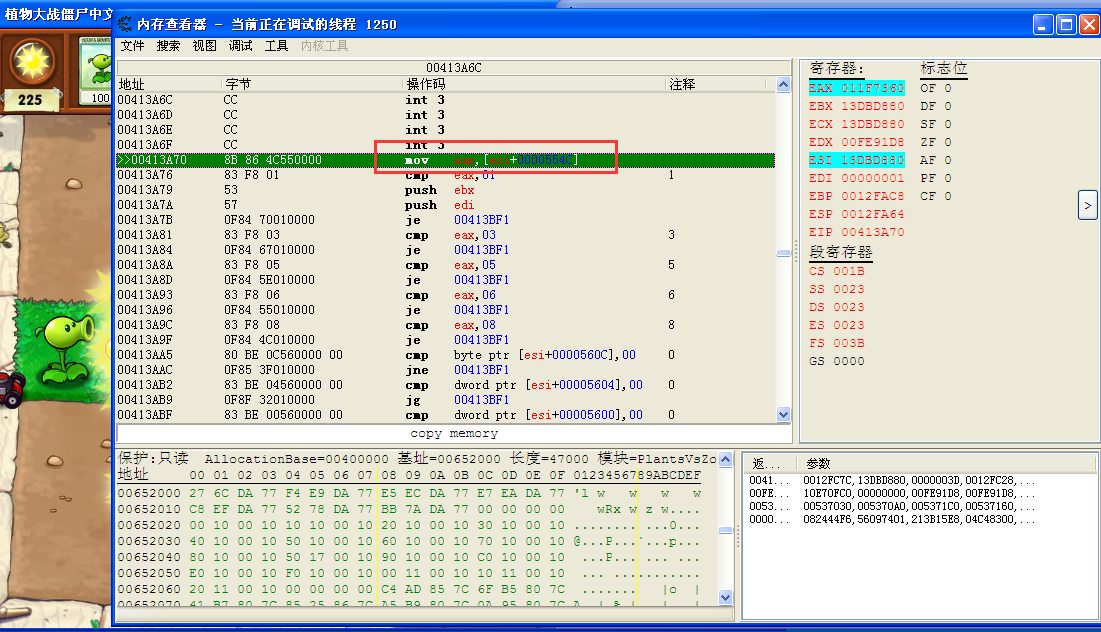 植物大战僵尸中文
内存查看器 - 当前正在调试的线程 1250
225
100
文件 搜索 视图 调试 工具 内核工具
00413A6C
地址 字节 操作码 注释
00413A6C CC int 3
00413A6D CC int 3
00413A6E CC int 3
00413A6F CC int 3
>>00413A70 8B 86 4C550000 mov eax,[esi+0000554C]
00413A76 83 F8 01 cmp eax,01 1
00413A79 53 push ebx
00413A7A 57 push edi
00413A7B 0F84 70010000 je 00413BF1
00413A81 83 F8 03 cmp eax,03 3
00413A84 0F84 67010000 je 00413BF1
00413A8A 83 F8 05 cmp eax,05 5
00413A8D 0F84 5E010000 je 00413BF1
00413A93 83 F8 06 cmp eax,06 6
00413A96 0F84 55010000 je 00413BF1
00413A9C 83 F8 08 cmp eax,08 8
00413A9F 0F84 4C010000 je 00413BF1
00413AA5 80 BE 0C560000 00 cmp byte ptr [esi+0000560C],00 0
00413AAC 0F85 3F010000 jne 00413BF1
00413AB2 83 BE 04560000 00 cmp dword ptr [esi+00005604],00 0
00413AB9 0F8F 32010000 jg 00413BF1
00413ABF 83 BE 00560000 00 cmp dword ptr [esi+00005600],00 0
copy memory
寄存器: 标志位
EAX 011F7360 OF 0
EBX 13DBD880 DF 0
ECX 13DBD880 SF 0
EDX 00FE91D8 ZF 0
ESI 13DBD880 AF 0
EDI 00000001 PF 0
EBP 0012FAC8 CF 0
ESP 0012FA64
EIP 00413A70
段寄存器
CS 001B
SS 0023
DS 0023
ES 0023
FS 003B
GS 0000
>
保护:只读 AllocationBase=00400000 基址=00652000 长度=47000 模块=PlantsVsZo
地址 00 01 02 03 04 05 06 07 08 09 0A 0B 0C 0D 0E 0F 0123456789ABCDEF
00652000 27 6C DA 77 F4 E9 DA 77 E5 EC DA 77 E7 EA DA 77 'l w w w w
00652010 C8 EF DA 77 52 78 DA 77 BB 7A DA 77 00 00 00 00 wRx w z w....
00652020 00 10 00 10 10 10 00 10 20 10 00 10 30 10 00 10 ........ ...0...
00652030 40 10 00 10 50 10 00 10 60 10 00 10 70 10 00 10 @...P...`...p...
00652040 80 10 00 10 50 17 00 10 90 10 00 10 C0 10 00 10 ...P... ... ...
00652050 E0 10 00 10 F0 10 00 10 00 11 00 10 10 11 00 10 ... ...........
00652060 20 11 00 10 00 00 00 00 C4 AD 85 7C 6F B5 80 7C ....... |o |
00652070 41 B7 80 7C 85 25 86 7C A5 B9 80 7C 0A 95 80 7C A | % | | |
返... 参数
0041... 0012FC7C,13DBD880,0000003D,0012FC28,...
00FE... 10E70FC0,00000000,00FE91D8,00FE91D8,...
0053... 00537030,005370A0,005371C0,00537160,...
0000... 082444F6,56097401,213B15E8,04C48300,...